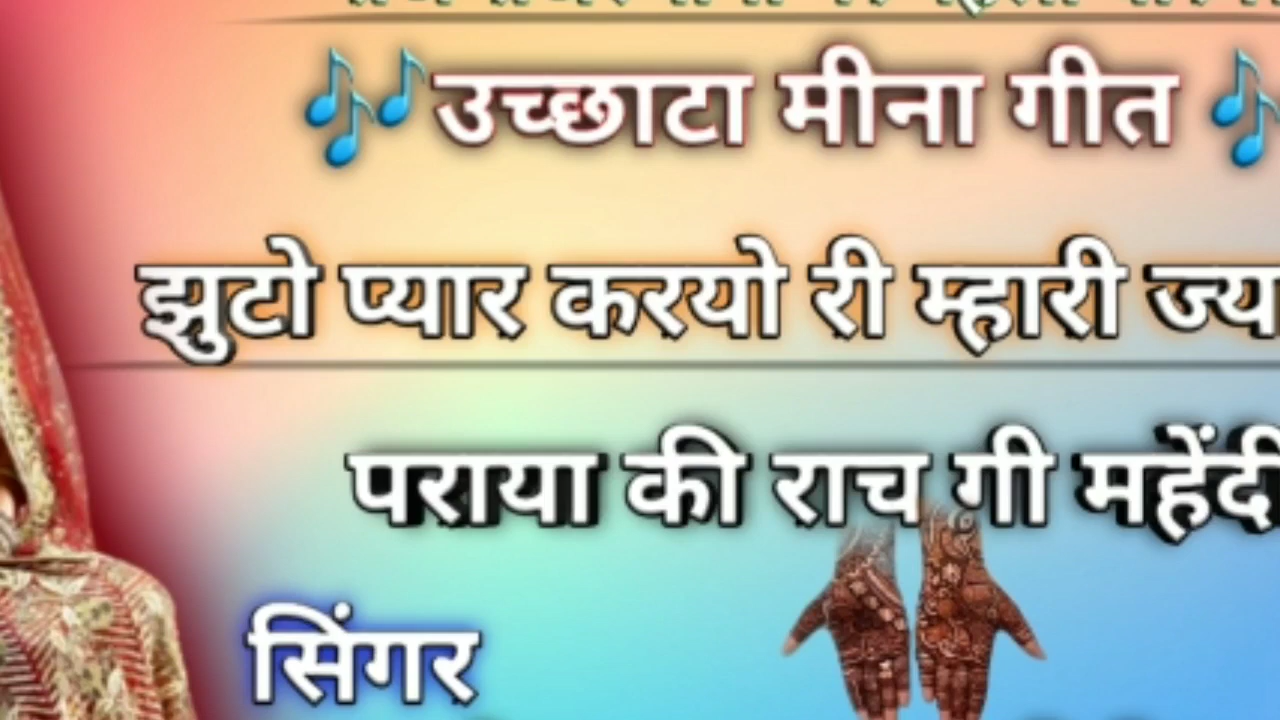 उच्छाटा मीना गीत
झुटो प्यार करयो री म्हारी ज्य
पराया की राच गी महेंदी
सिंगर